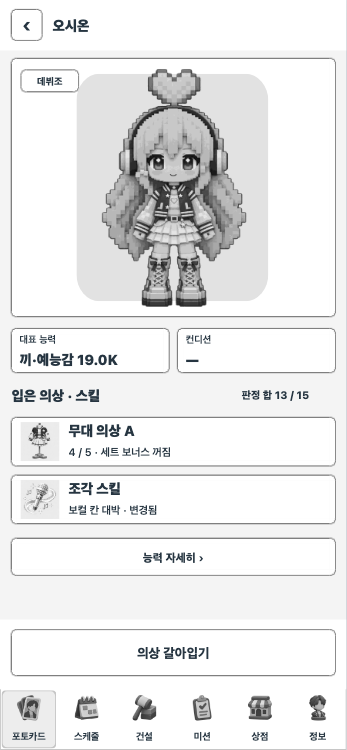 ‹ 오시온
데뷔조
대표 능력
끼·예능감 19.0K
컨디션
—
입은 의상 · 스킬
판정 합 13 / 15
무대 의상 A
4 / 5 · 세트 보너스 꺼짐
조각 스킬
보컬 칸 대박 · 변경됨
능력 자세히 ›
의상 갈아입기
포토카드
스케줄
건설
미션
상점
정보